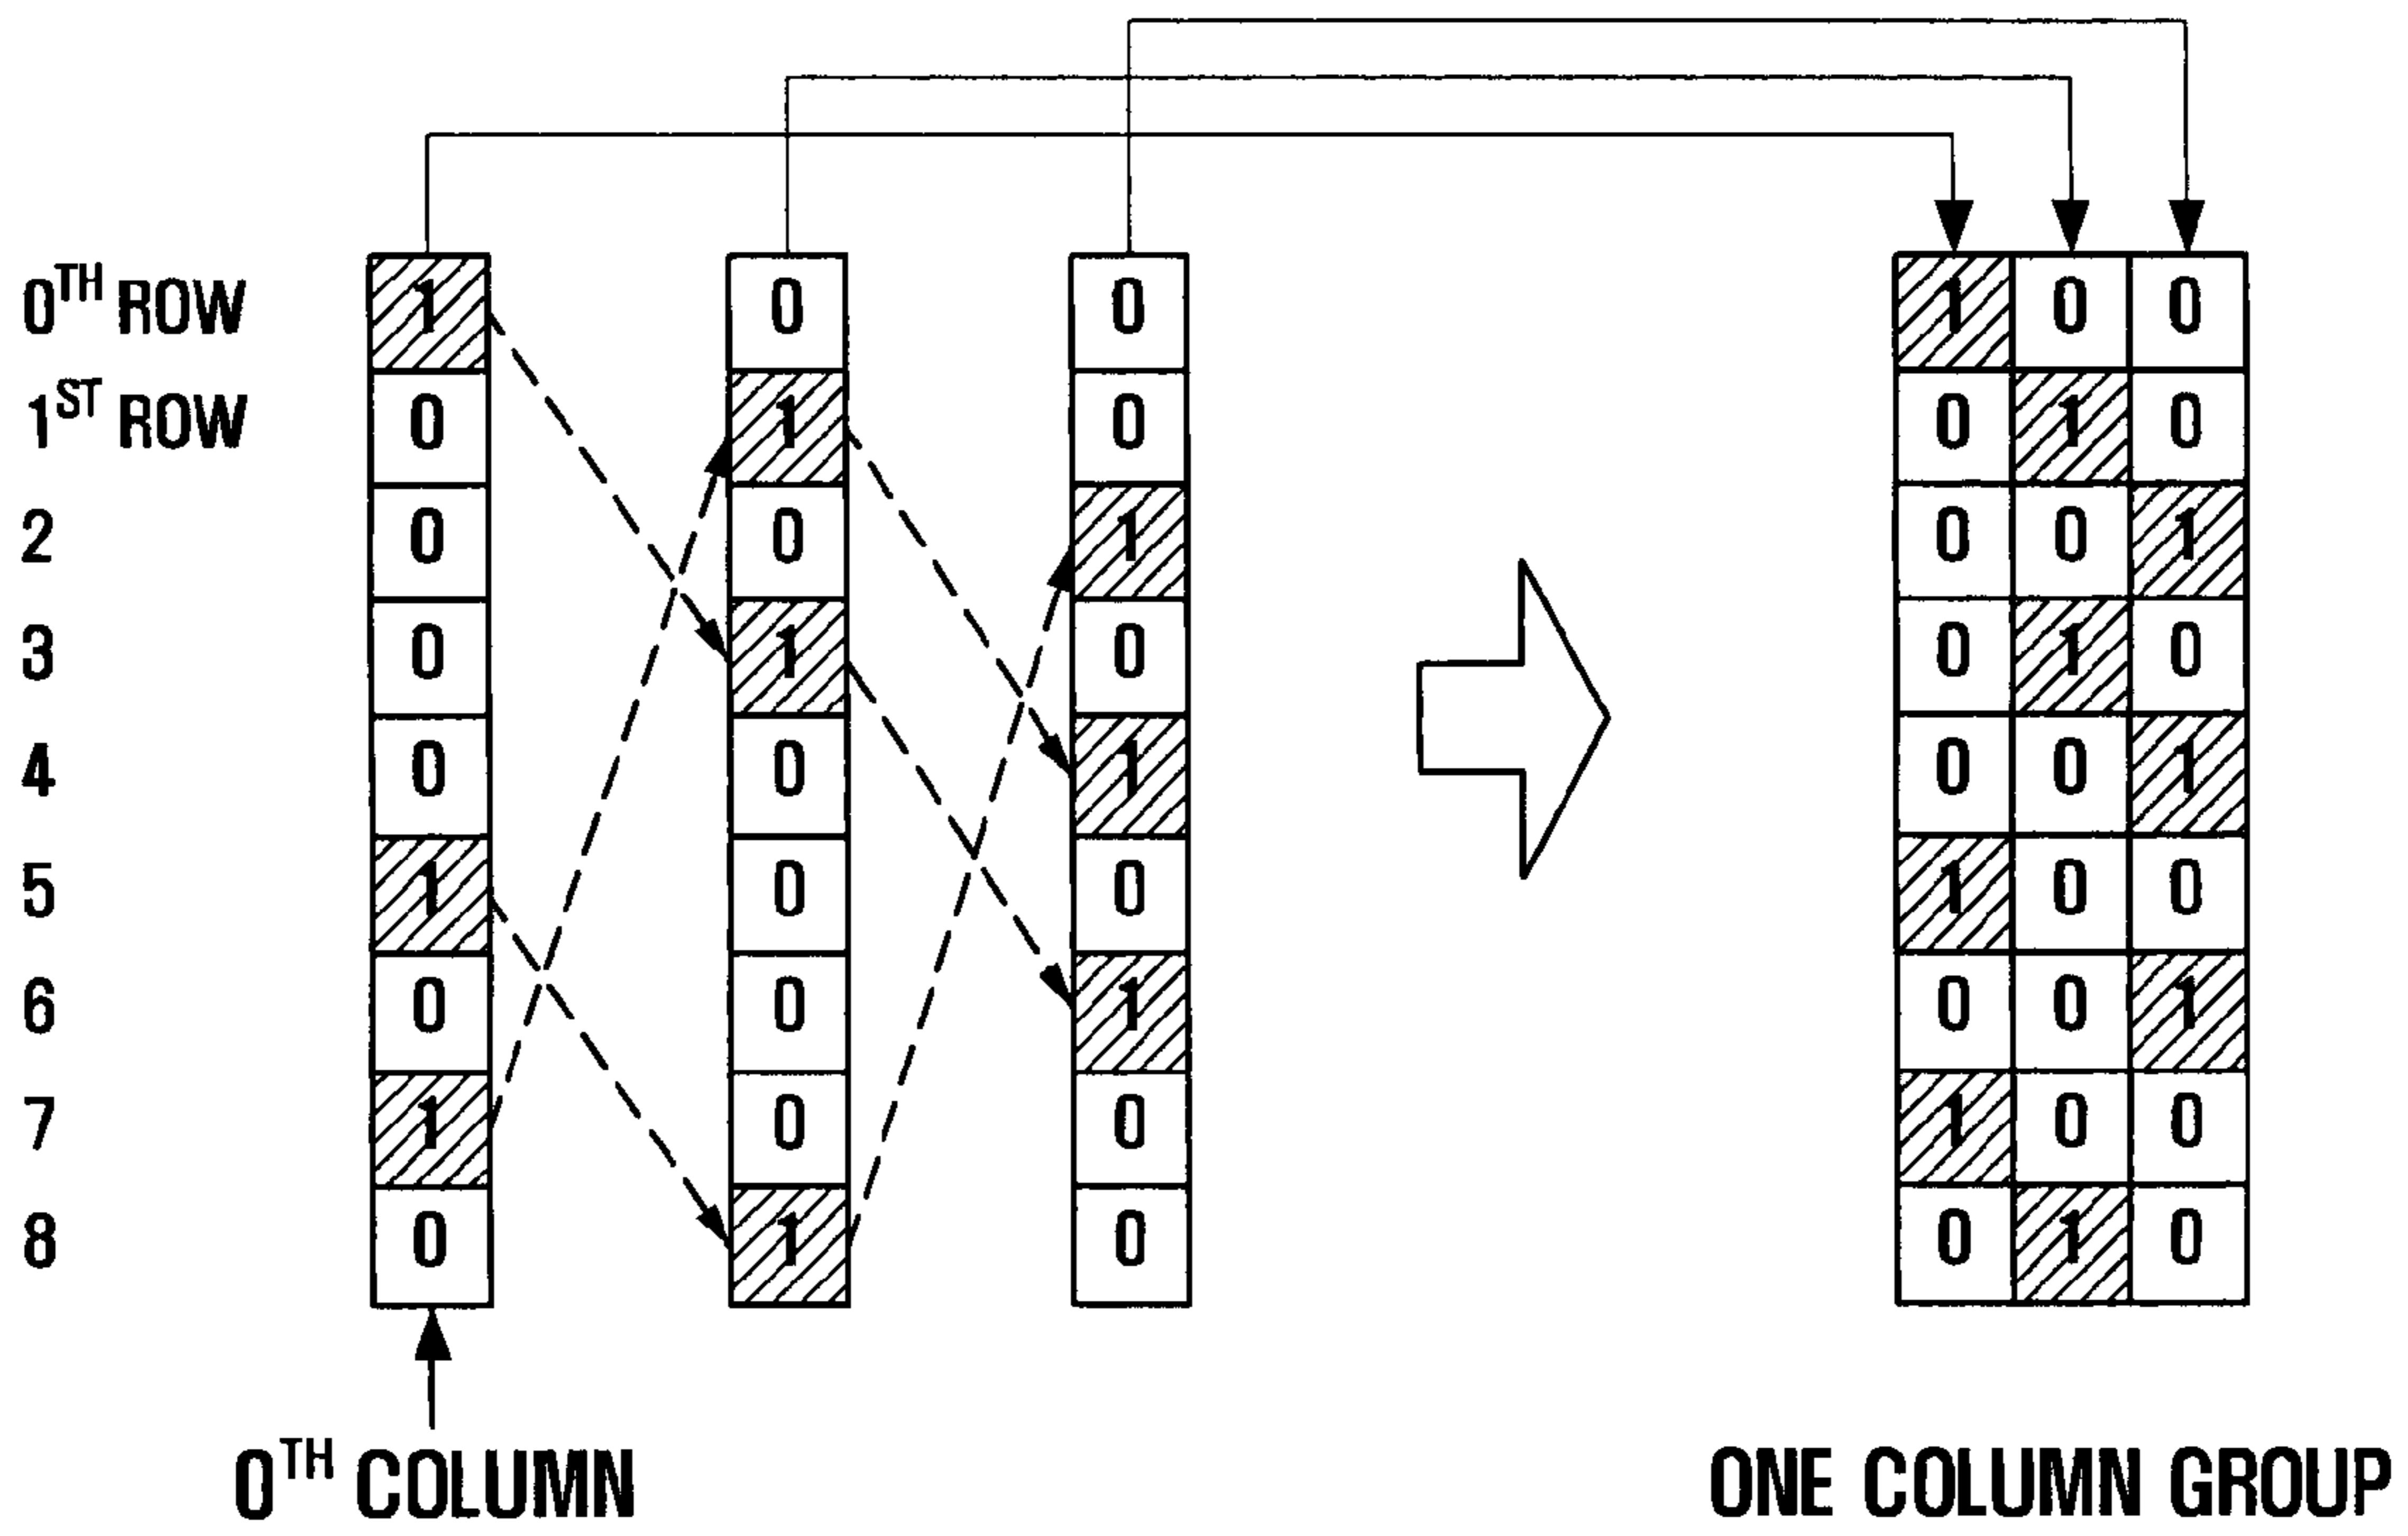 0TH ROW 1 0 0 1 0 0
1ST ROW 0 1 0 0 1 0
2 0 0 1 0 0 1
3 0 1 0 0 1 0
4 0 0 1 0 0 1
5 1 0 0 1 0 0
6 0 0 1 0 0 1
7 1 0 0 1 0 0
8 0 1 0 0 1 0
0TH COLUMN
ONE COLUMN GROUP